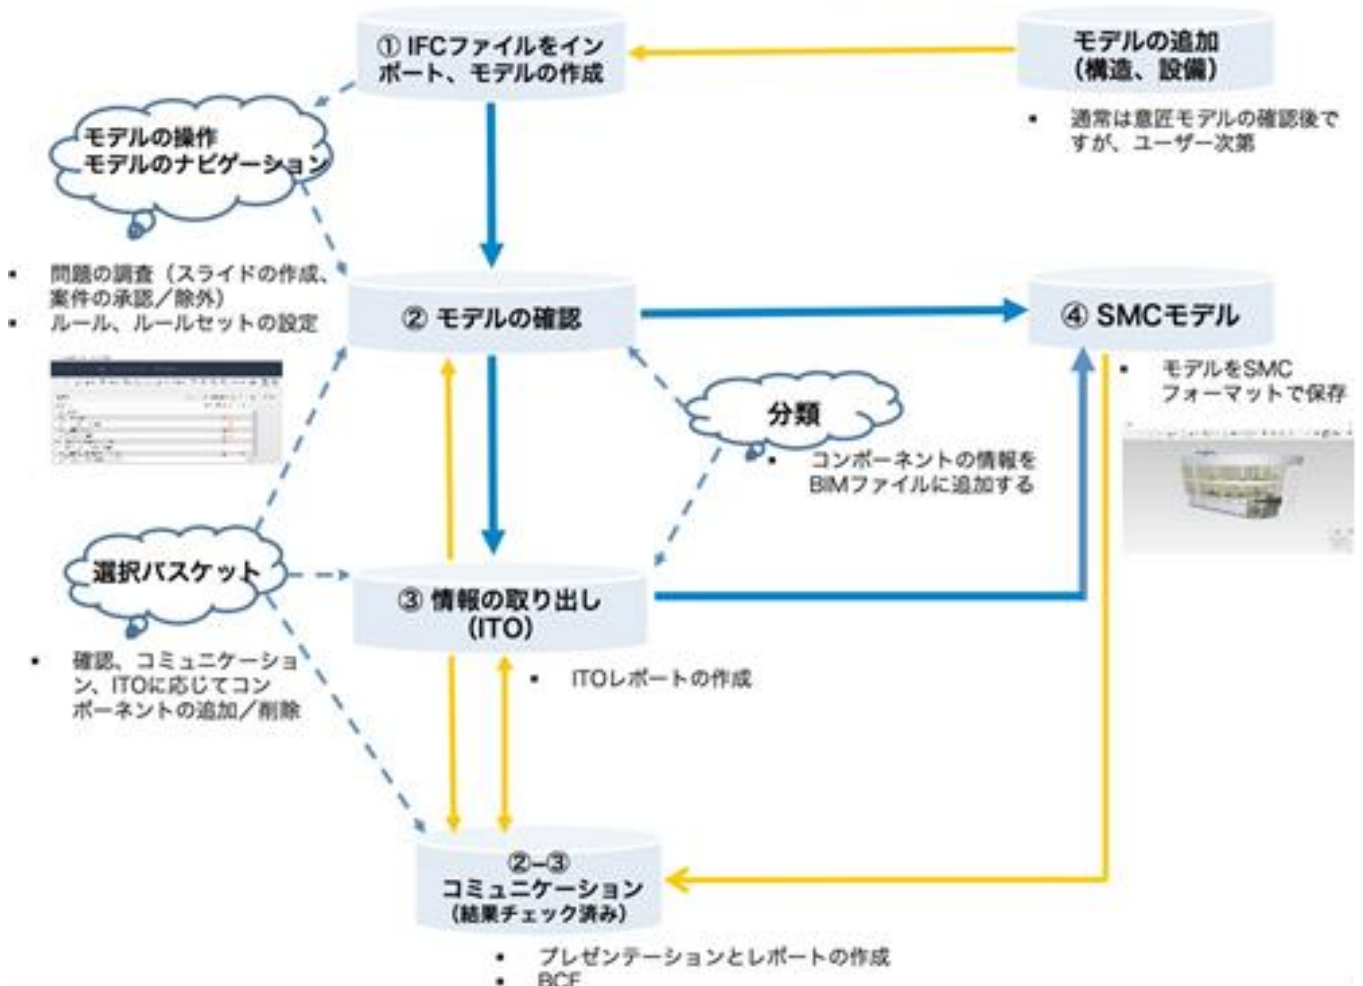 ① IFCファイルをイン
ポート、モデルの作成
モデルの追加
（構造、設備）
▪ 通常は意匠モデルの確認後で
すが、ユーザー次第
モデルの操作
モデルのナビゲーション
▪ 問題の調査（スライドの作成、
案件の承認／除外）
▪ ルール、ルールセットの設定
② モデルの確認
④ SMCモデル
▪ モデルをSMC
フォーマットで保存
分類
▪ コンポーネントの情報を
BIMファイルに追加する
選択バスケット
▪ 確認、コミュニケーショ
ン、ITOに応じてコン
ポーネントの追加／削除
③ 情報の取り出し
（ITO）
▪ ITOレポートの作成
②–③
コミュニケーション
（結果チェック済み）
▪ プレゼンテーションとレポートの作成
▪ BCF